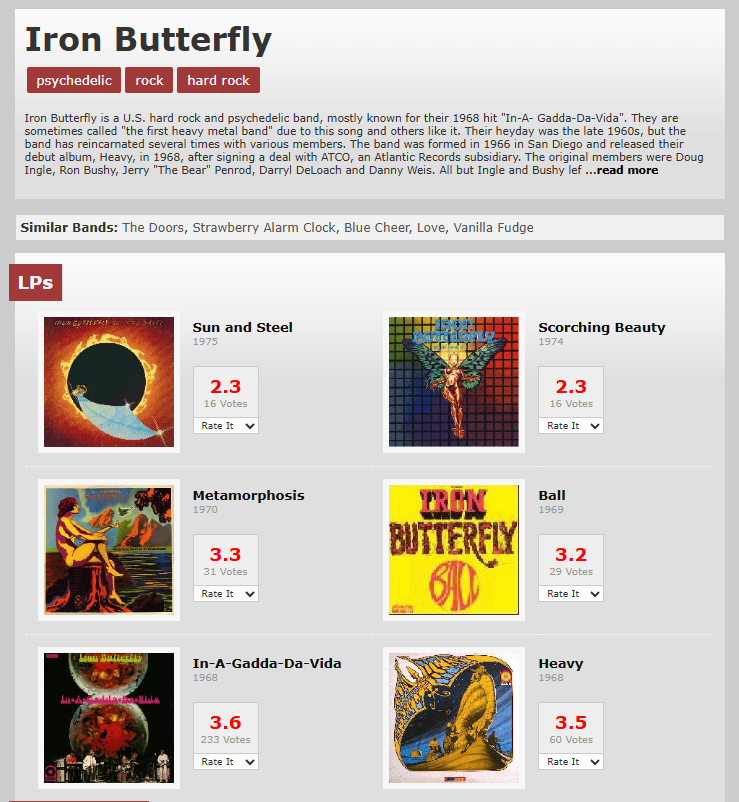 Iron Butterfly
psychedelic rock hard rock
Iron Butterfly is a U.S. hard rock and psychedelic band, mostly known for their 1968 hit "In-A- Gadda-Da-Vida". They are
sometimes called "the first heavy metal band" due to this song and others like it. Their heyday was the late 1960s, but the
band has reincarnated several times with various members. The band was formed in 1966 in San Diego and released their
debut album, Heavy, in 1968, after signing a deal with ATCO, an Atlantic Records subsidiary. The original members were Doug
Ingle, Ron Bushy, Jerry "The Bear" Penrod, Darryl DeLoach and Danny Weis. All but Ingle and Bushy lef ...read more
Similar Bands: The Doors, Strawberry Alarm Clock, Blue Cheer, Love, Vanilla Fudge
LPs
IRON BUTTERFLY SUN AND STEEL
Sun and Steel
1975
2.3
16 Votes
Rate It
IRON
BUTTERFLY
Scorching Beauty
1974
2.3
16 Votes
Rate It
Metamorphosis
1970
3.3
31 Votes
Rate It
IRON
BUTTERFLY
BALL
Ball
1969
3.2
29 Votes
Rate It
Iron Butterfly
In-A-Gadda-Da-Vida
In-A-Gadda-Da-Vida
1968
3.6
233 Votes
Rate It
Heavy
1968
3.5
60 Votes
Rate It